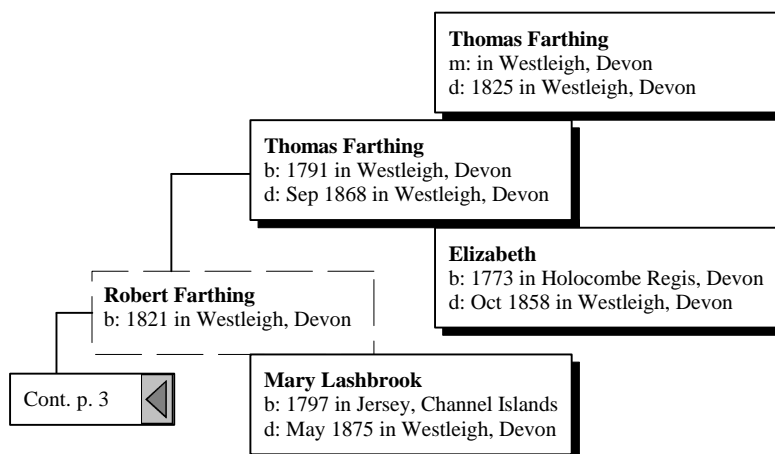 Thomas Farthing
m: in Westleigh, Devon
d: 1825 in Westleigh, Devon
Thomas Farthing
b: 1791 in Westleigh, Devon
d: Sep 1868 in Westleigh, Devon
Elizabeth
b: 1773 in Holocombe Regis, Devon
d: Oct 1858 in Westleigh, Devon
Robert Farthing
b: 1821 in Westleigh, Devon
Mary Lashbrook
b: 1797 in Jersey, Channel Islands
d: May 1875 in Westleigh, Devon
Cont. p. 3